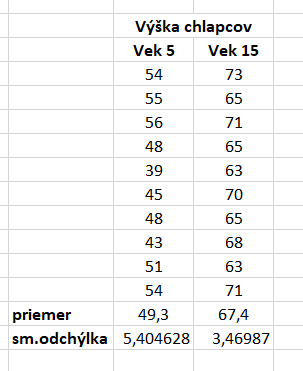 Výška chlapcov
Vek 5 Vek 15
54 73
55 65
56 71
48 65
39 63
45 70
48 65
43 68
51 63
54 71
priemer 49,3 67,4
sm.odchýlka 5,404628 3,46987